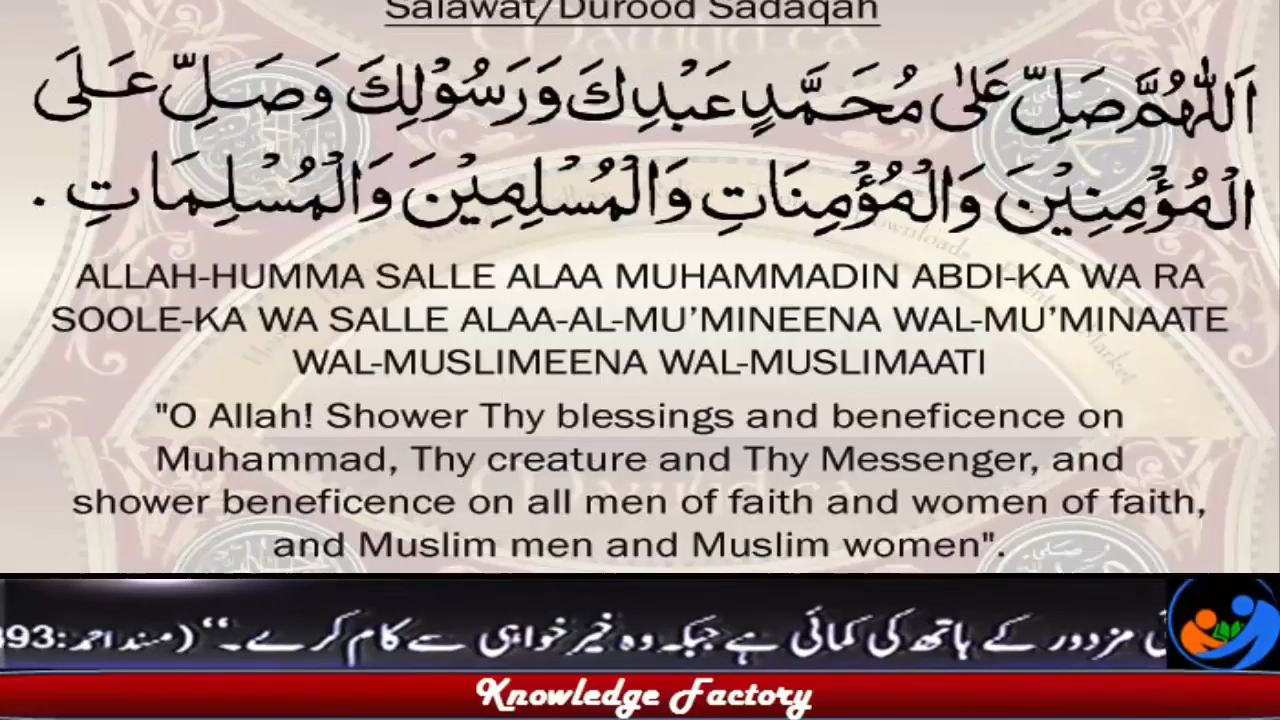 Salawat/Durood Sadaqah
اَللّٰهُمَّ صَلِّ عَلٰی مُحَمَّدٍ عَبْدِكَ وَرَسُوْلِكَ وَصَلِّ عَلَی
الْمُؤْمِنِيْنَ وَالْمُؤْمِنَاتِ وَالْمُسْلِمِيْنَ وَالْمُسْلِمَاتِ .
ALLAH-HUMMA SALLE ALAA MUHAMMADIN ABDI-KA WA RA
SOOLE-KA WA SALLE ALAA-AL-MU’MINEENA WAL-MU’MINAATE
WAL-MUSLIMEENA WAL-MUSLIMAATI
"O Allah! Shower Thy blessings and beneficence on
Muhammad, Thy creature and Thy Messenger, and
shower beneficence on all men of faith and women of faith,
and Muslim men and Muslim women".
مزدور کے ہاتھ کی کمائی ہے جبکہ وہ خیر خواہی سے کام کرے۔‘‘ (مسند احمد:393
Knowledge Factory